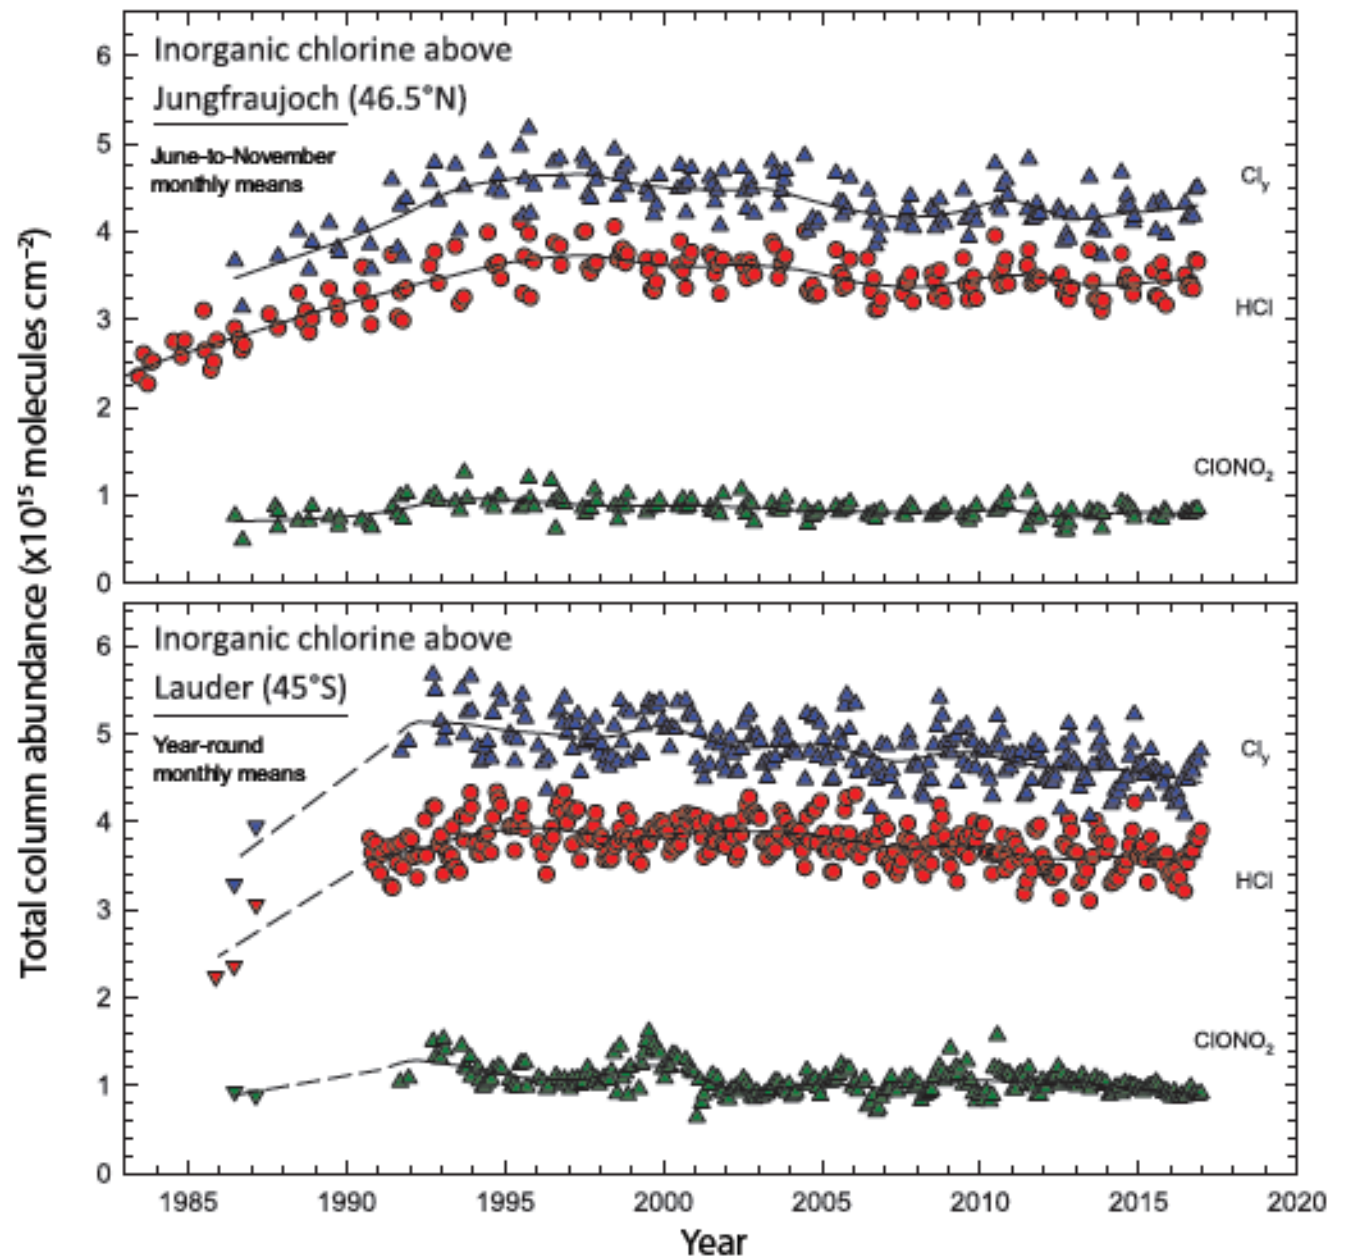 Total column abundance (x10¹⁵ molecules cm⁻²)
6
5
4
3
2
1
0
Inorganic chlorine above
Jungfraujoch (46.5°N)
June-to-November
monthly means
Cly
HCl
ClONO₂
6
5
4
3
2
1
0
Inorganic chlorine above
Lauder (45°S)
Year-round
monthly means
Cly
HCl
ClONO₂
1985 1990 1995 2000 2005 2010 2015 2020
Year